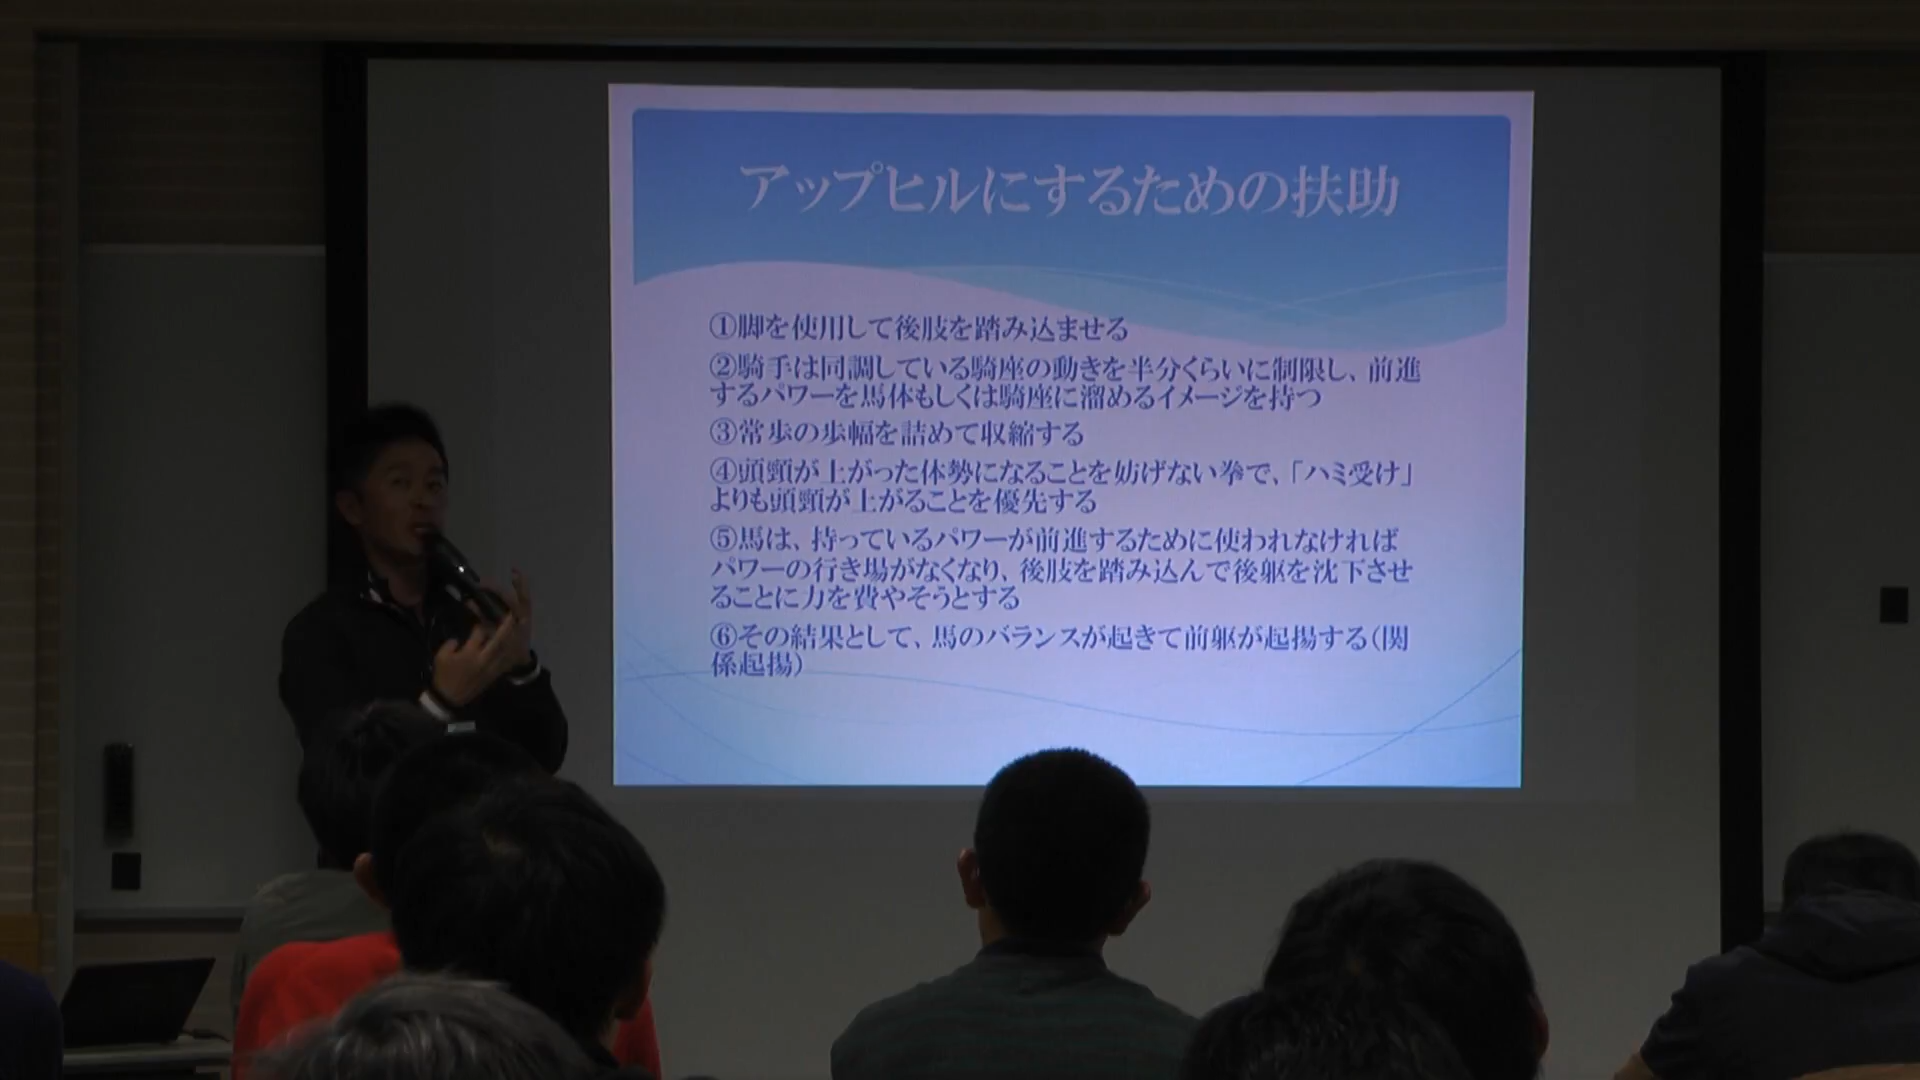 アップヒルにするための扶助
①脚を使用して後肢を踏み込ませる
②騎手は同調している騎座の動きを半分くらいに制限し、前進
するパワーを馬体もしくは騎座に溜めるイメージを持つ
③常歩の歩幅を詰めて収縮する
④頭頸が上がった体勢になることを妨げない拳で、「ハミ受け」
よりも頭頸が上がることを優先する
⑤馬は、持っているパワーが前進するために使われなければ
パワーの行き場がなくなり、後肢を踏み込んで後躯を沈下させ
ることに力を費やそうとする
⑥その結果として、馬のバランスが起きて前躯が起揚する（関
係起揚）